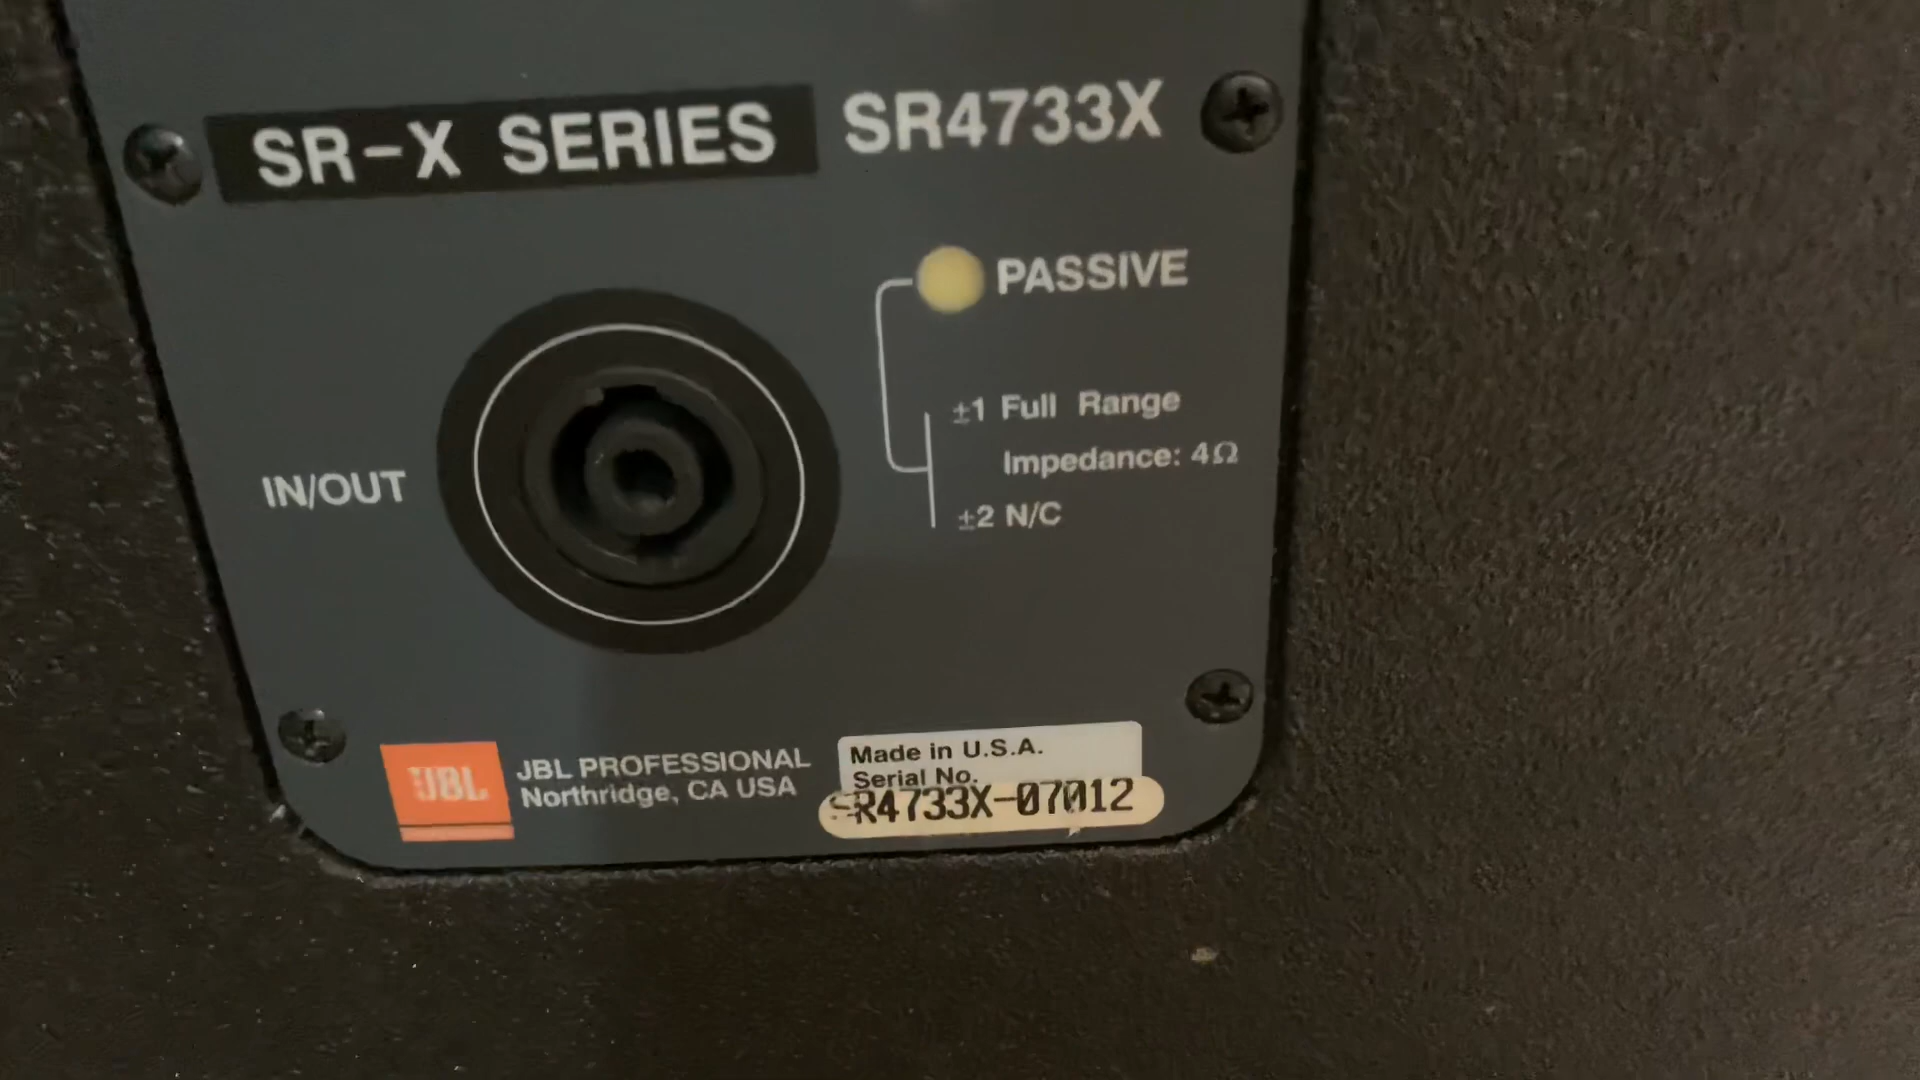 SR-X SERIES SR4733X
PASSIVE
±1 Full Range
Impedance: 4Ω
±2 N/C
IN/OUT
JBL
JBL PROFESSIONAL
Northridge, CA USA
Made in U.S.A.
Serial No.
SR4733X-07012